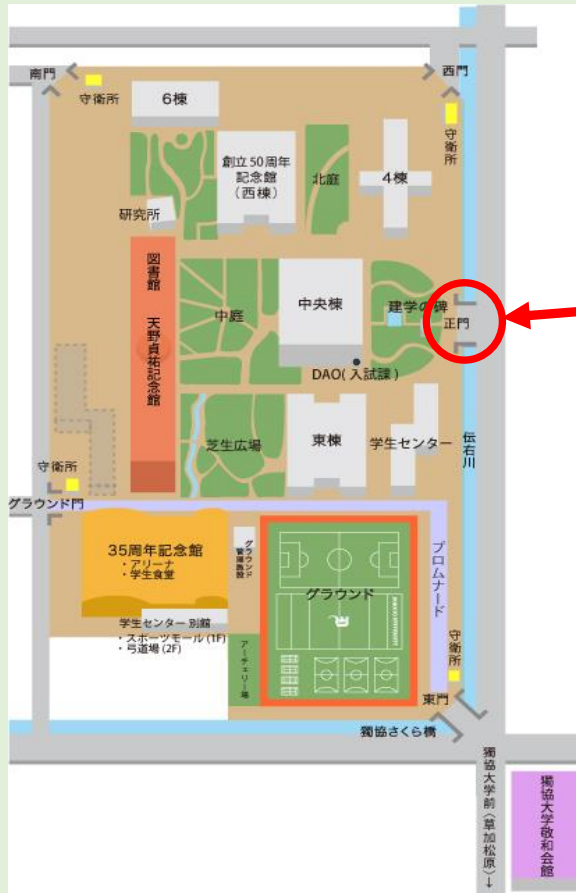 南門
守衛所
6棟
西門
守衛所
創立50周年
記念館
(西棟)
北庭
4棟
研究所
図書館 天野貞祐記念館
中庭
中央棟
建学の碑
正門
DAO(入試課)
芝生広場
東棟
学生センター
伝右川
守衛所
グラウンド門
35周年記念館
・アリーナ
・学生食堂
グラウンド
管理施設
グラウンド
プロムナード
学生センター 別館
・スポーツモール(1F)
・弓道場(2F)
アーチェリー場
守衛所
東門
獨協さくら橋
獨協大学前〈草加松原〉→
獨協大学敬和会館